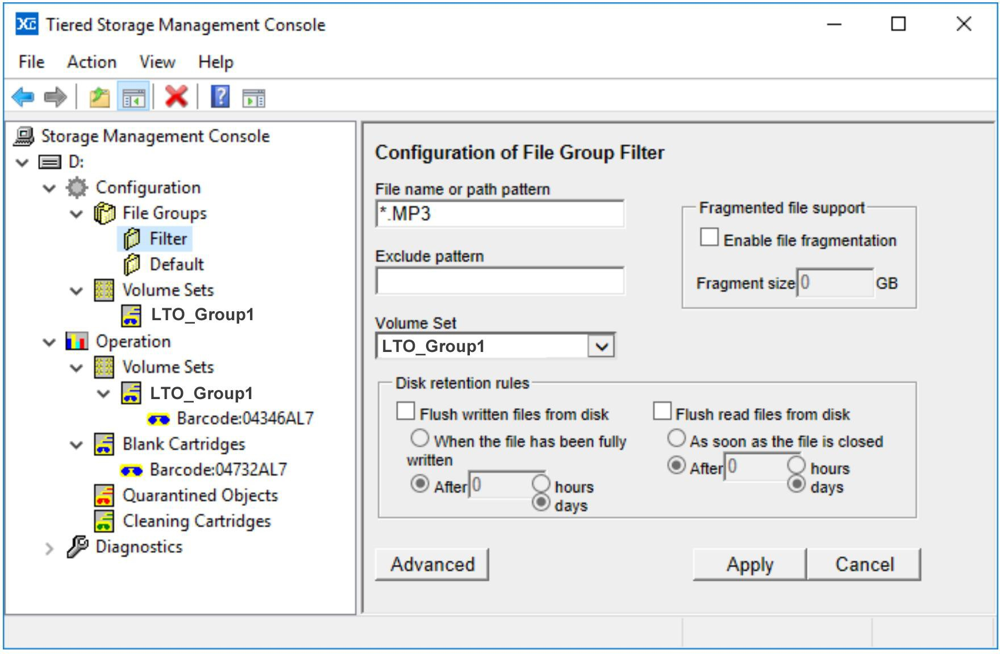 XC Tiered Storage Management Console
File Action View Help
?
Storage Management Console
D:
Configuration
File Groups
Filter
Default
Volume Sets
LTO_Group1
Operation
Volume Sets
LTO_Group1
Barcode:04346AL7
Blank Cartridges
Barcode:04732AL7
Quarantined Objects
Cleaning Cartridges
Diagnostics
Configuration of File Group Filter
File name or path pattern
*.MP3
Exclude pattern
Volume Set
LTO_Group1
Fragmented file support
Enable file fragmentation
Fragment size 0 GB
Disk retention rules
Flush written files from disk
When the file has been fully
written
After 0 hours
days
Flush read files from disk
As soon as the file is closed
After 0 hours
days
Advanced Apply Cancel